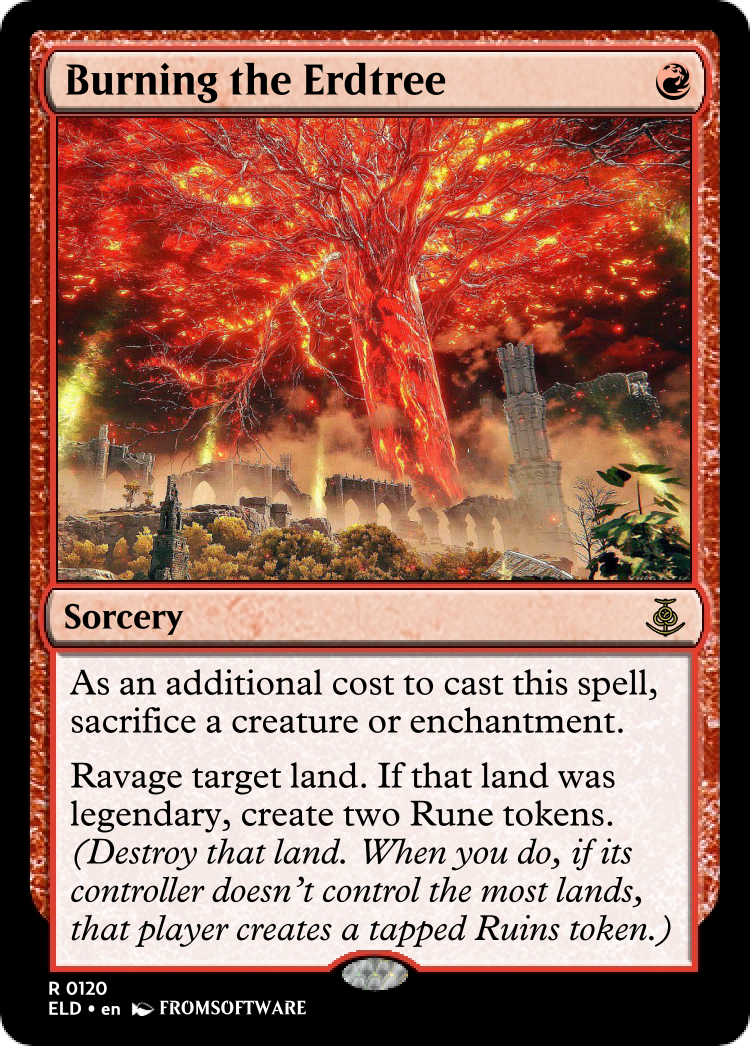 Burning the Erdtree
Sorcery
As an additional cost to cast this spell,
sacrifice a creature or enchantment.
Ravage target land. If that land was
legendary, create two Rune tokens.
(Destroy that land. When you do, if its
controller doesn't control the most lands,
that player creates a tapped Ruins token.)
R 0120
ELD • en FROMSOFTWARE